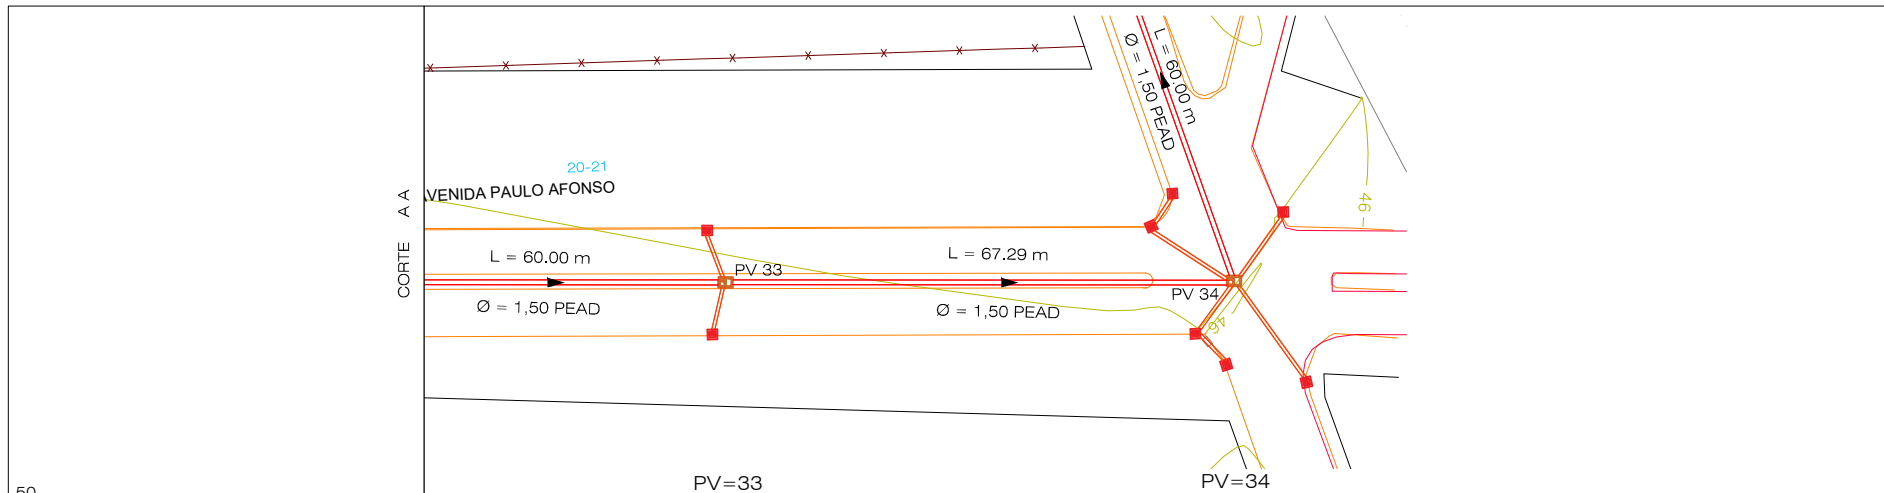 L = 60.00 m
Ø = 1,50 PEAD
20-21
AVENIDA PAULO AFONSO
CORTE A A
46
L = 60.00 m
Ø = 1,50 PEAD
PV 33
L = 67.29 m
Ø = 1,50 PEAD
PV 34
46
PV=33
PV=34
50